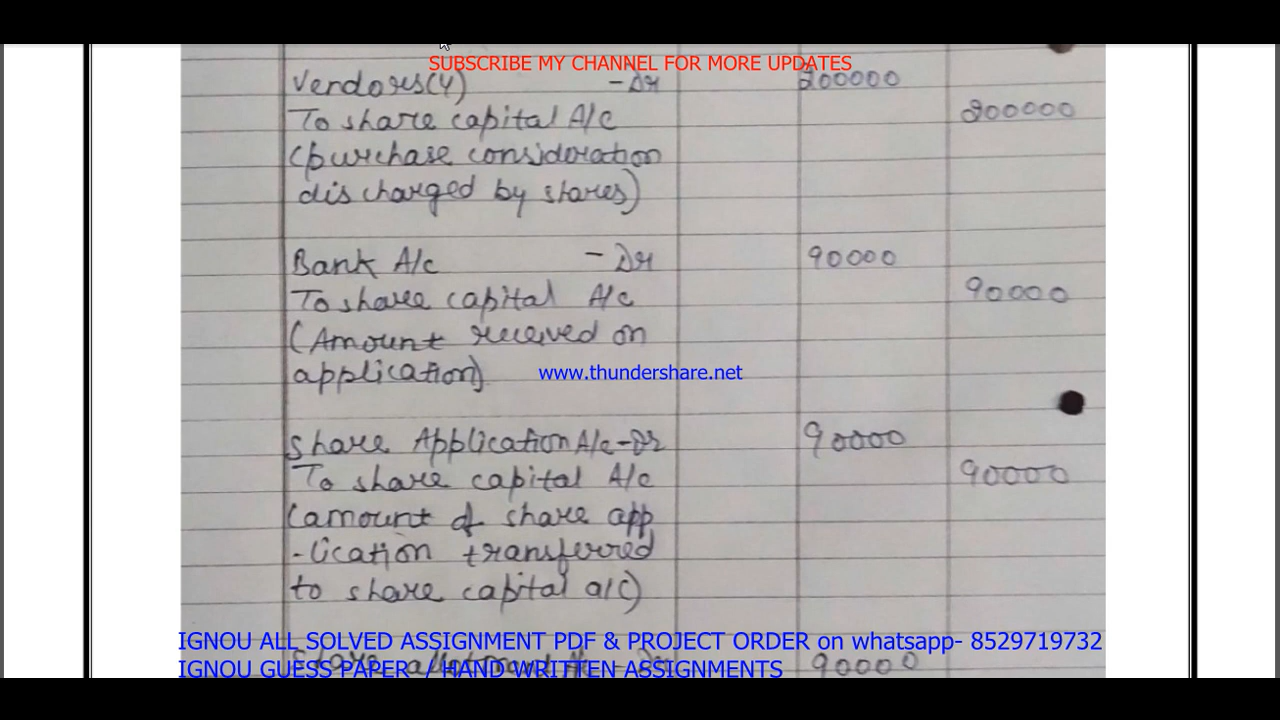 SUBSCRIBE MY CHANNEL FOR MORE UPDATES
Vendores(Y) -Dr 200000
To share capital A/c 200000
(purchase consideration
discharged by shares)
Bank A/c -Dr 90000
To share capital A/c 90000
(Amount received on
application)
www.thundershare.net
Share Application A/c-Dr 90000
To share capital A/c 90000
(amount of share app
-lication transferred
to share capital a/c)
IGNOU ALL SOLVED ASSIGNMENT PDF & PROJECT ORDER on whatsapp- 8529719732
Share 90000
IGNOU GUESS PAPER / HAND WRITTEN ASSIGNMENTS